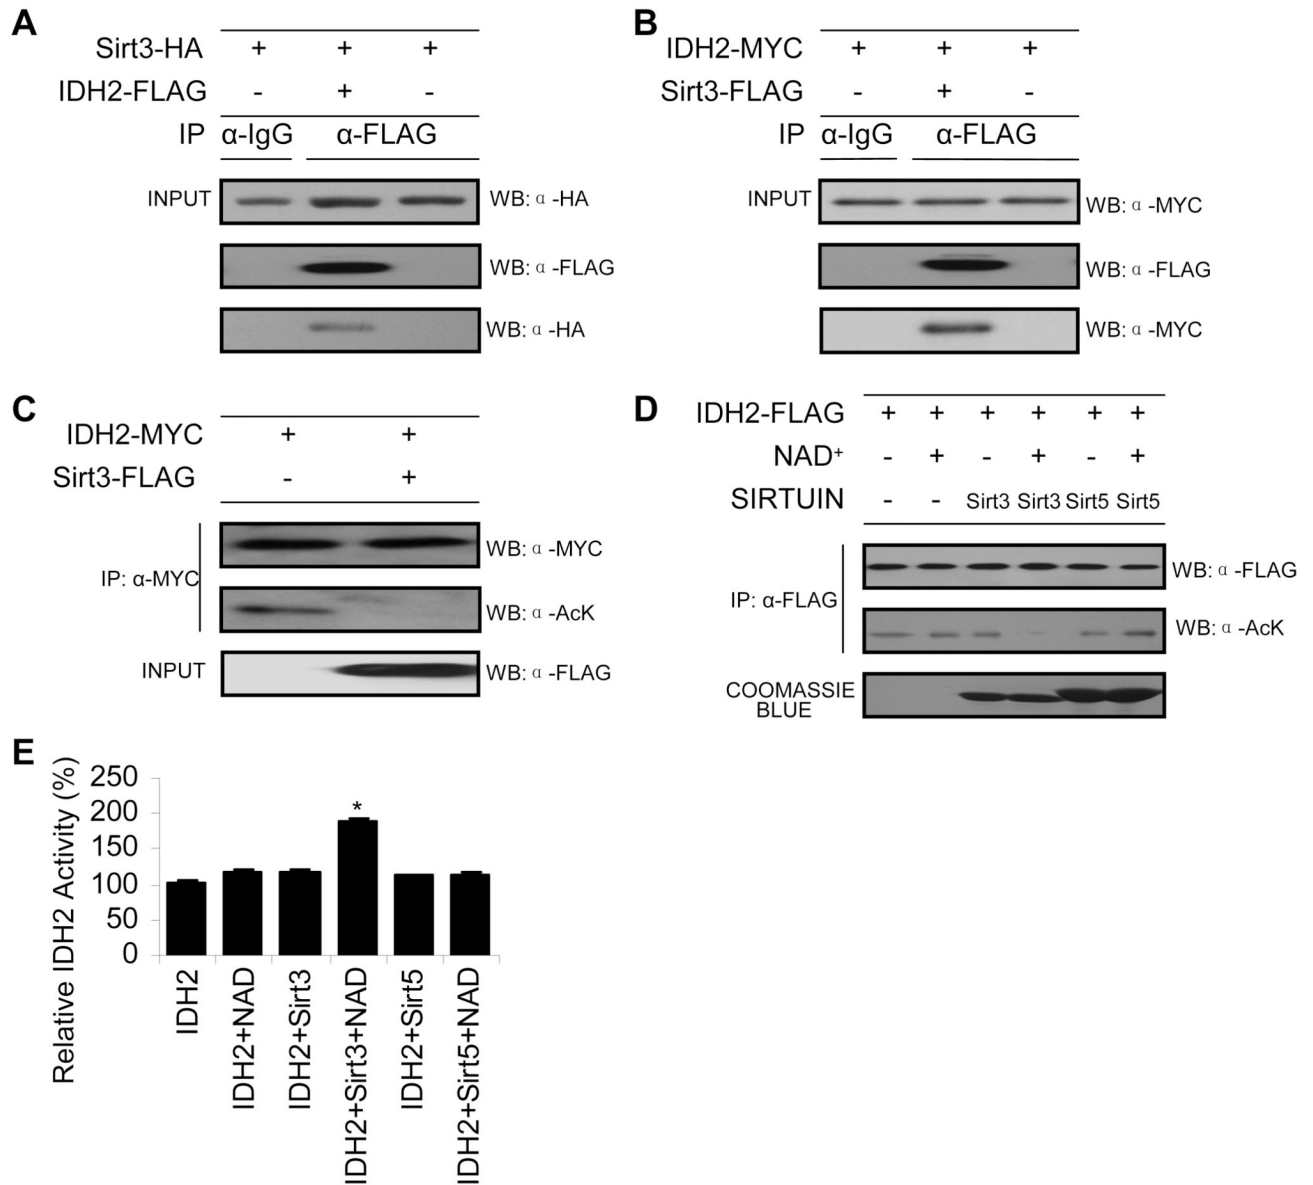 A
Sirt3-HA + + +
IDH2-FLAG - + -
IP α-IgG α-FLAG
INPUT WB: α-HA
WB: α-FLAG
WB: α-HA
B
IDH2-MYC + + +
Sirt3-FLAG - + -
IP α-IgG α-FLAG
INPUT WB: α-MYC
WB: α-FLAG
WB: α-MYC
C
IDH2-MYC + +
Sirt3-FLAG - +
IP: α-MYC
WB: α-MYC
WB: α-AcK
INPUT WB: α-FLAG
D
IDH2-FLAG + + + + + +
NAD+ - + - + - +
SIRTUIN - - Sirt3 Sirt3 Sirt5 Sirt5
IP: α-FLAG
WB: α-FLAG
WB: α-AcK
COOMASSIE
BLUE
E
Relative IDH2 Activity (%)
250
200
150
100
50
0
*
IDH2
IDH2+NAD
IDH2+Sirt3
IDH2+Sirt3+NAD
IDH2+Sirt5
IDH2+Sirt5+NAD